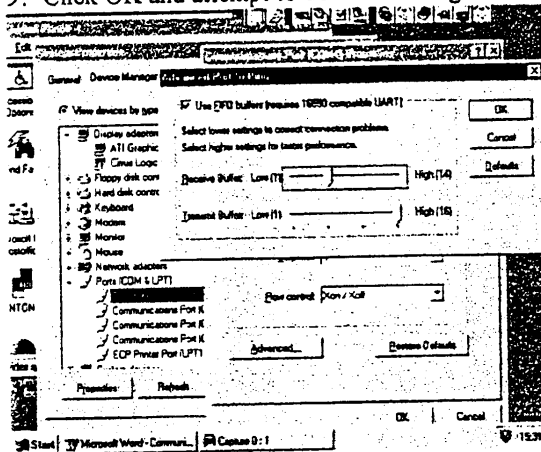 9. Click OK and attempt
Edit
General Device Manager
View devices by type
Display adapters
ATI Graphic
Cirrus Logic
Floppy disk cont
Hard disk contr
Keyboard
Modem
Monitor
Mouse
Network adapters
Ports (COM & LPT)
Communications Port (
Communications Port (
Communications Port (
ECP Printer Port (LPT1
Properties
Refresh
Use FIFO buffers (requires 16550 compatible UART)
Select lower settings to correct connection problems.
Select higher settings for faster performance.
Receive Buffer: Low (1) High (14)
Transmit Buffer: Low (1) High (16)
OK
Cancel
Defaults
Flow control: Xon / Xoff
Advanced...
Restore Defaults
OK Cancel
Start Microsoft Word - Communi... Capture 0 : 1 15:39